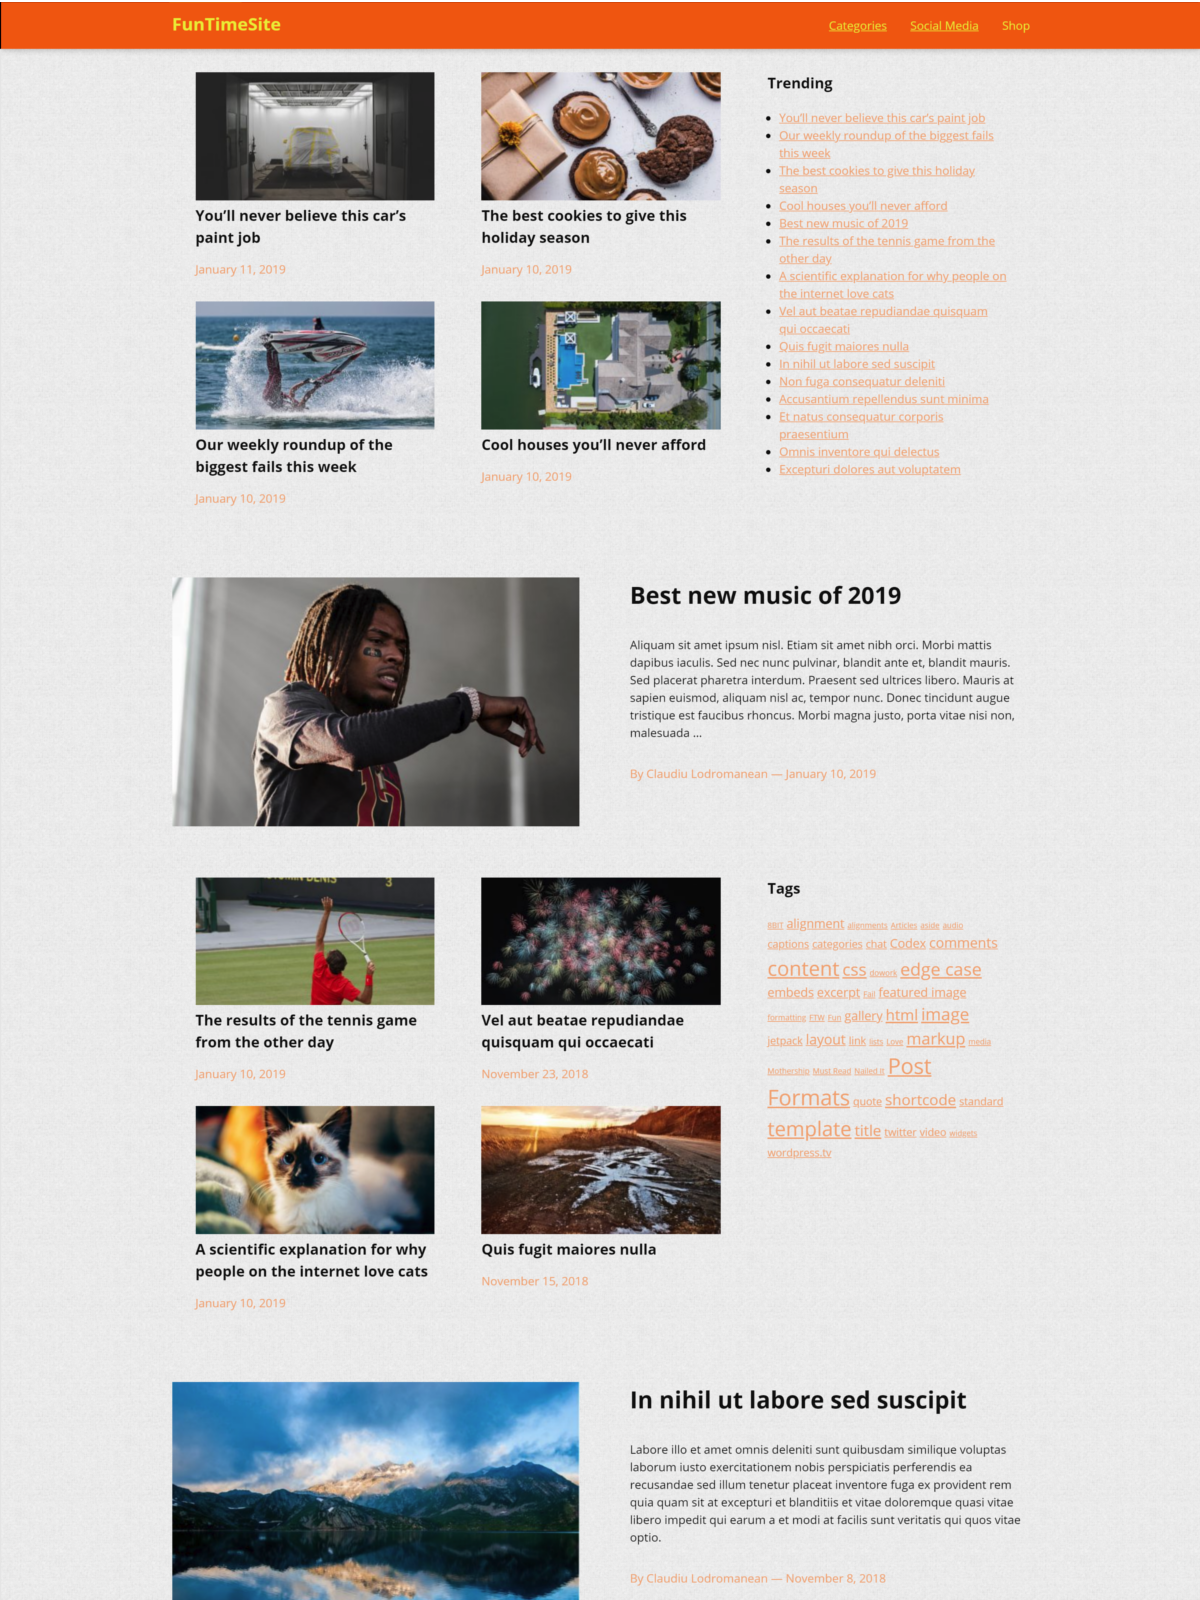 FunTimeSite
Categories Social Media Shop
You'll never believe this car's
paint job
January 11, 2019
The best cookies to give this
holiday season
January 10, 2019
Our weekly roundup of the
biggest fails this week
January 10, 2019
Cool houses you'll never afford
January 10, 2019
Trending
You'll never believe this car's paint job
Our weekly roundup of the biggest fails
this week
The best cookies to give this holiday
season
Cool houses you'll never afford
Best new music of 2019
The results of the tennis game from the
other day
A scientific explanation for why people on
the internet love cats
Vel aut beatae repudiandae quisquam
qui occaecati
Quis fugit maiores nulla
In nihil ut labore sed suscipit
Non fuga consequatur deleniti
Accusantium repellendus sunt minima
Et natus consequatur corporis
praesentium
Omnis inventore qui delectus
Excepturi dolores aut voluptatem
Best new music of 2019
Aliquam sit amet ipsum nisl. Etiam sit amet nibh orci. Morbi mattis
dapibus iaculis. Sed nec nunc pulvinar, blandit ante et, blandit mauris.
Sed placerat pharetra interdum. Praesent sed ultrices libero. Mauris at
sapien euismod, aliquam nisl ac, tempor nunc. Donec tincidunt augue
tristique est faucibus rhoncus. Morbi magna justo, porta vitae nisi non,
malesuada ...
By Claudiu Lodromanean — January 10, 2019
3
The results of the tennis game
from the other day
January 10, 2019
Vel aut beatae repudiandae
quisquam qui occaecati
November 23, 2018
A scientific explanation for why
people on the internet love cats
January 10, 2019
Quis fugit maiores nulla
November 15, 2018
Tags
8BIT alignment alignments Articles aside audio
captions categories chat Codex comments
content css dowork edge case
embeds excerpt Fail featured image
formatting FTW Fun gallery html image
jetpack layout link lists Love markup media
Mothership Must Read Nailed It Post
Formats quote shortcode standard
template title twitter video widgets
wordpress.tv
In nihil ut labore sed suscipit
Labore illo et amet omnis deleniti sunt quibusdam similique voluptas
laborum iusto exercitationem nobis perspiciatis perferendis ea
recusandae sed illum tenetur placeat inventore fuga ex provident rem
quia quam sit at excepturi et blanditiis et vitae doloremque quasi vitae
libero impedit qui earum a et modi at facilis sunt veritatis qui quos vitae
optio.
By Claudiu Lodromanean — November 8, 2018